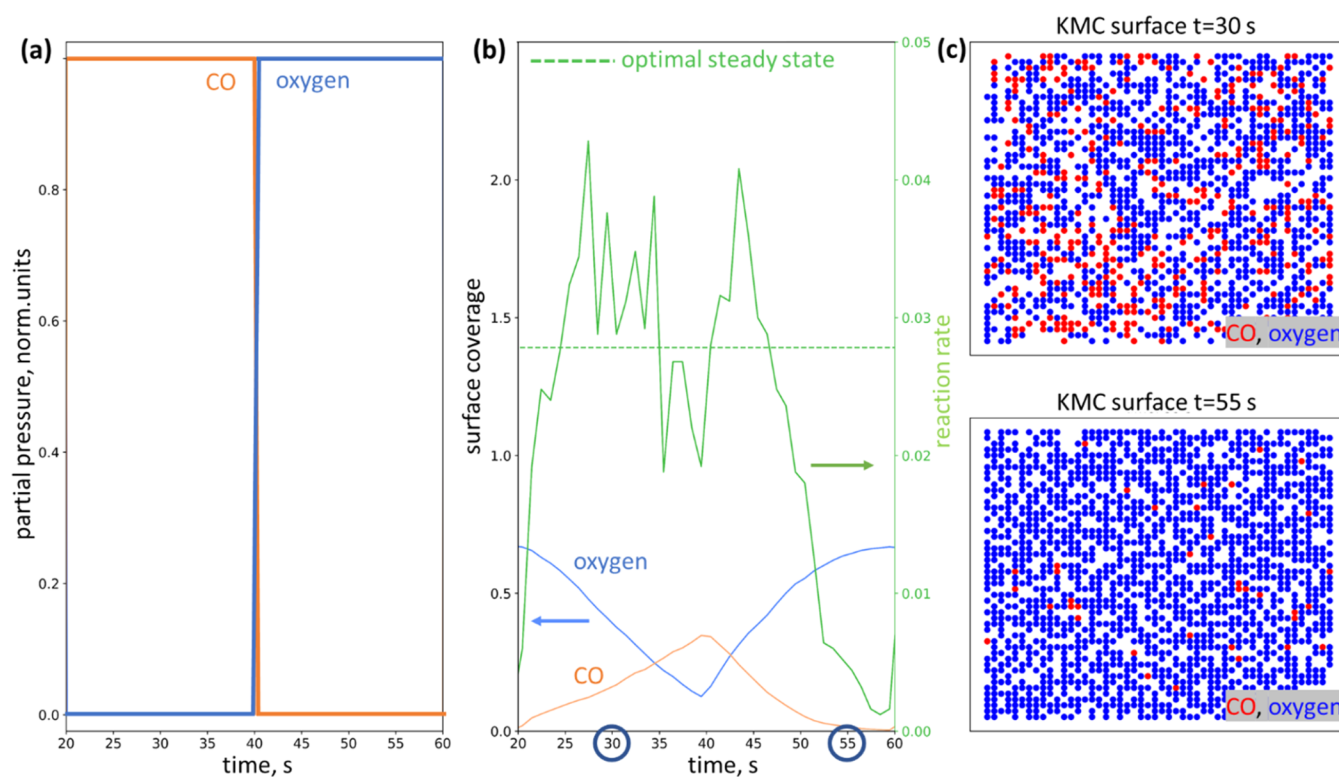 (a)
CO
oxygen
partial pressure, norm.units
0.8
0.6
0.4
0.2
0.0
20
25
30
35
40
45
50
55
60
time, s
(b)
optimal steady state
surface coverage
2.0
1.5
1.0
0.5
0.0
oxygen
CO
20
25
30
35
40
45
50
55
60
time, s
0.05
0.04
0.03
0.02
0.01
0.00
reaction rate
(c)
KMC surface t=30 s
CO, oxygen
KMC surface t=55 s
CO, oxygen